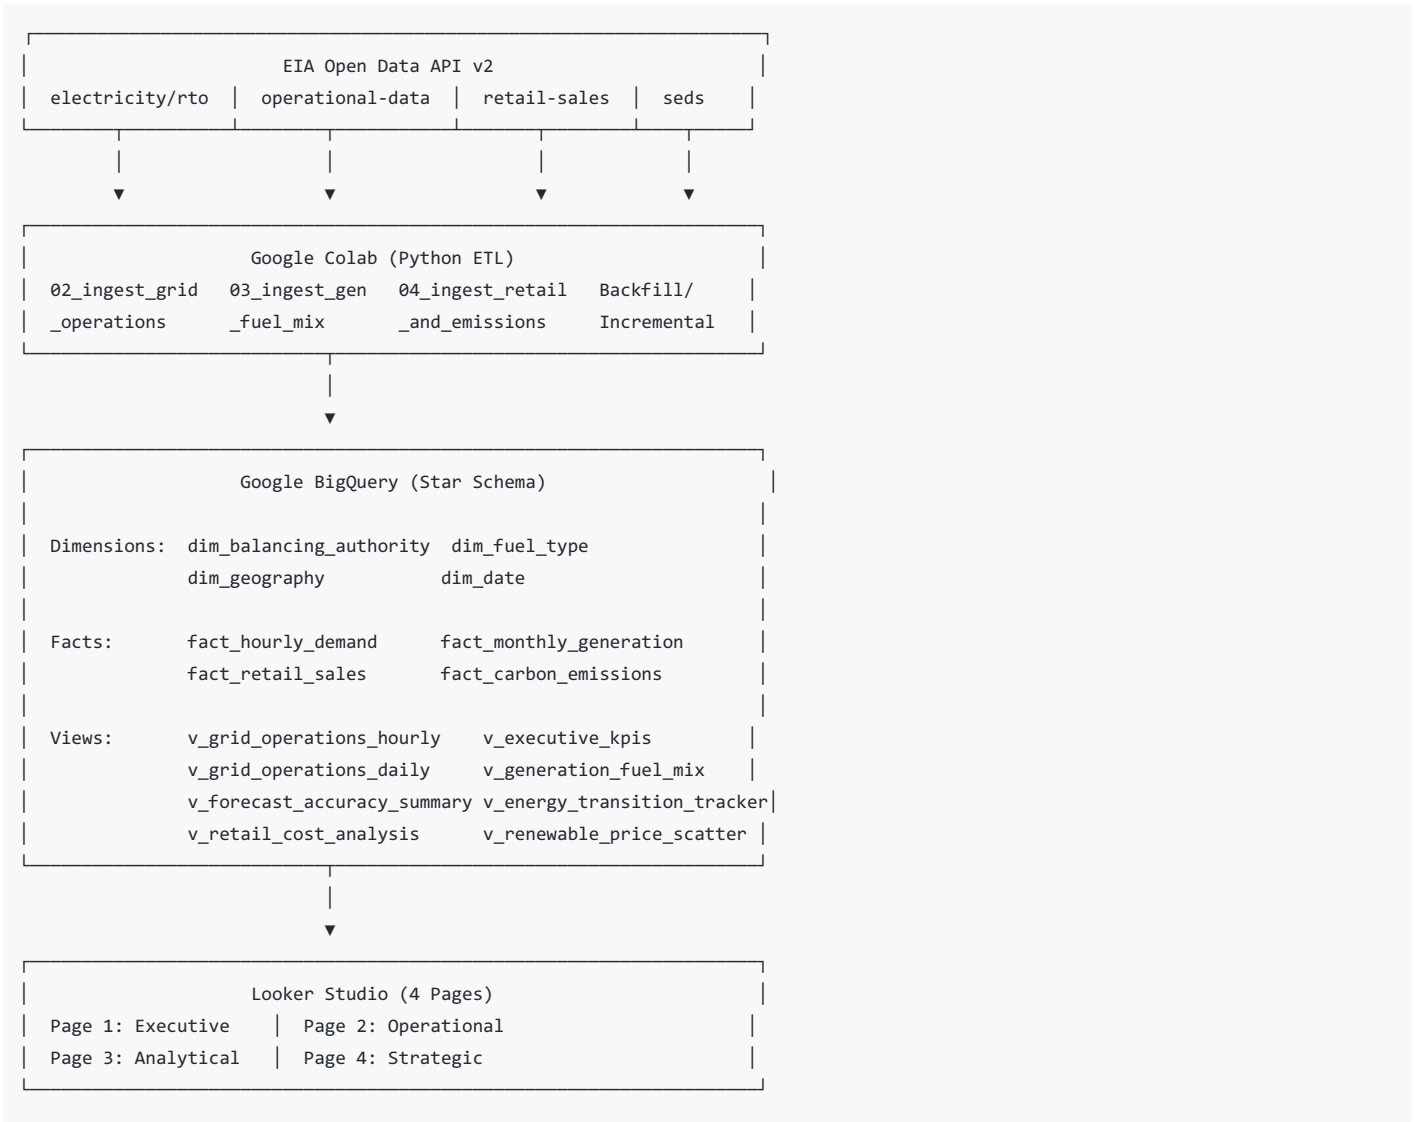 EIA Open Data API v2
electricity/rto │ operational-data │ retail-sales │ seds
Google Colab (Python ETL)
02_ingest_grid 03_ingest_gen 04_ingest_retail Backfill/
_operations _fuel_mix _and_emissions Incremental
Google BigQuery (Star Schema)
Dimensions: dim_balancing_authority dim_fuel_type
dim_geography dim_date
Facts: fact_hourly_demand fact_monthly_generation
fact_retail_sales fact_carbon_emissions
Views: v_grid_operations_hourly v_executive_kpis
v_grid_operations_daily v_generation_fuel_mix
v_forecast_accuracy_summary v_energy_transition_tracker
v_retail_cost_analysis v_renewable_price_scatter
Looker Studio (4 Pages)
Page 1: Executive │ Page 2: Operational
Page 3: Analytical │ Page 4: Strategic